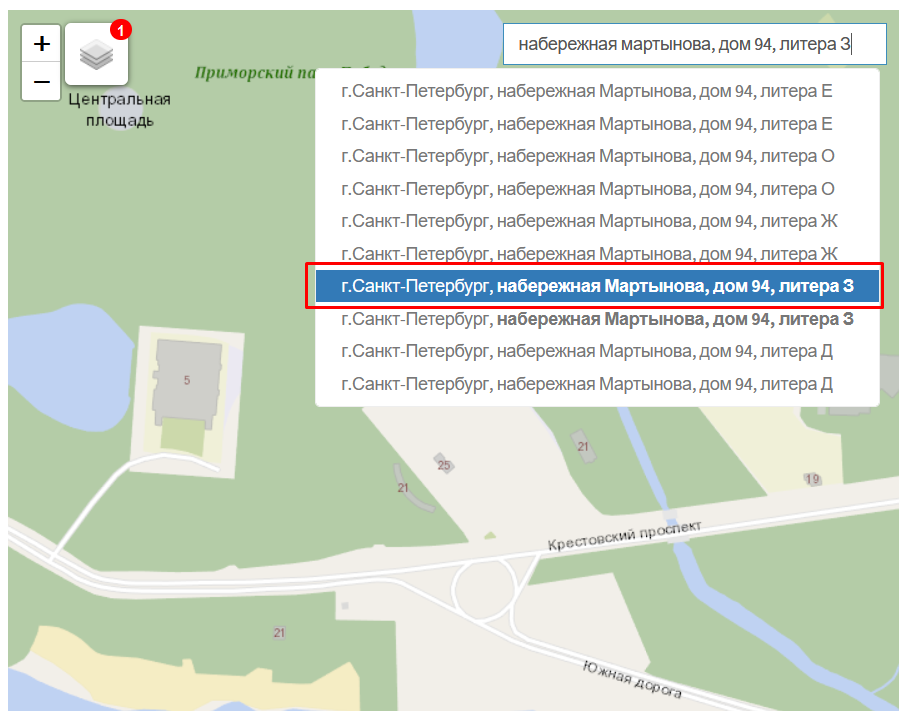 +
−
1
Центральная
площадь
Приморский
набережная мартынова, дом 94, литера З
г.Санкт-Петербург, набережная Мартынова, дом 94, литера Е
г.Санкт-Петербург, набережная Мартынова, дом 94, литера Е
г.Санкт-Петербург, набережная Мартынова, дом 94, литера О
г.Санкт-Петербург, набережная Мартынова, дом 94, литера О
г.Санкт-Петербург, набережная Мартынова, дом 94, литера Ж
г.Санкт-Петербург, набережная Мартынова, дом 94, литера Ж
г.Санкт-Петербург, набережная Мартынова, дом 94, литера З
г.Санкт-Петербург, набережная Мартынова, дом 94, литера З
г.Санкт-Петербург, набережная Мартынова, дом 94, литера Д
г.Санкт-Петербург, набережная Мартынова, дом 94, литера Д
5
21
25
21
19
Крестовский проспект
21
Южная дорога